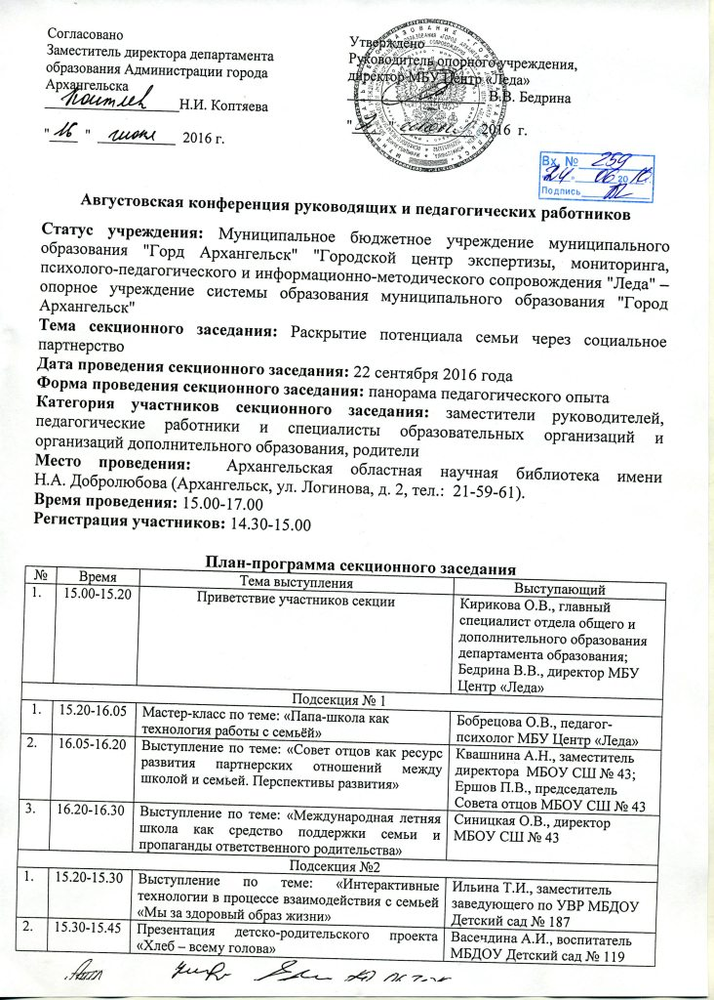 Согласовано
Заместитель директора департамента
образования Администрации города
Архангельска
Н.И. Коптяева
"16" июня 2016 г.
Утверждено
Руководитель опорного учреждения,
директор МБУ Центр «Леда»
В.В. Бедрина
2016 г.
Вх. № 259
24 06 20
Подпись
Августовская конференция руководящих и педагогических работников
Статус учреждения: Муниципальное бюджетное учреждение муниципального
образования "Горд Архангельск" "Городской центр экспертизы, мониторинга,
психолого-педагогического и информационно-методического сопровождения "Леда" –
опорное учреждение системы образования муниципального образования "Город
Архангельск"
Тема секционного заседания: Раскрытие потенциала семьи через социальное
партнерство
Дата проведения секционного заседания: 22 сентября 2016 года
Форма проведения секционного заседания: панорама педагогического опыта
Категория участников секционного заседания: заместители руководителей,
педагогические работники и специалисты образовательных организаций и
организаций дополнительного образования, родители
Место проведения: Архангельская областная научная библиотека имени
Н.А. Добролюбова (Архангельск, ул. Логинова, д. 2, тел.: 21-59-61).
Время проведения: 15.00-17.00
Регистрация участников: 14.30-15.00
План-программа секционного заседания
№ Время Тема выступления Выступающий
1. 15.00-15.20 Приветствие участников секции Кирикова О.В., главный
специалист отдела общего и
дополнительного образования
департамента образования;
Бедрина В.В., директор МБУ
Центр «Леда»
Подсекция № 1
1. 15.20-16.05 Мастер-класс по теме: «Папа-школа как
технология работы с семьёй»
Бобрецова О.В., педагог-
психолог МБУ Центр «Леда»
2. 16.05-16.20 Выступление по теме: «Совет отцов как ресурс
развития партнерских отношений между
школой и семьей. Перспективы развития»
Квашнина А.Н., заместитель
директора МБОУ СШ № 43;
Ершов П.В., председатель
Совета отцов МБОУ СШ № 43
3. 16.20-16.30 Выступление по теме: «Международная летняя
школа как средство поддержки семьи и
пропаганды ответственного родительства»
Синицкая О.В., директор
МБОУ СШ № 43
Подсекция №2
1. 15.20-15.30 Выступление по теме: «Интерактивные
технологии в процессе взаимодействия с семьей
«Мы за здоровый образ жизни»
Ильина Т.И., заместитель
заведующего по УВР МБДОУ
Детский сад № 187
2. 15.30-15.45 Презентация детско-родительского проекта
«Хлеб – всему голова»
Васечдина А.И., воспитатель
МБДОУ Детский сад № 119